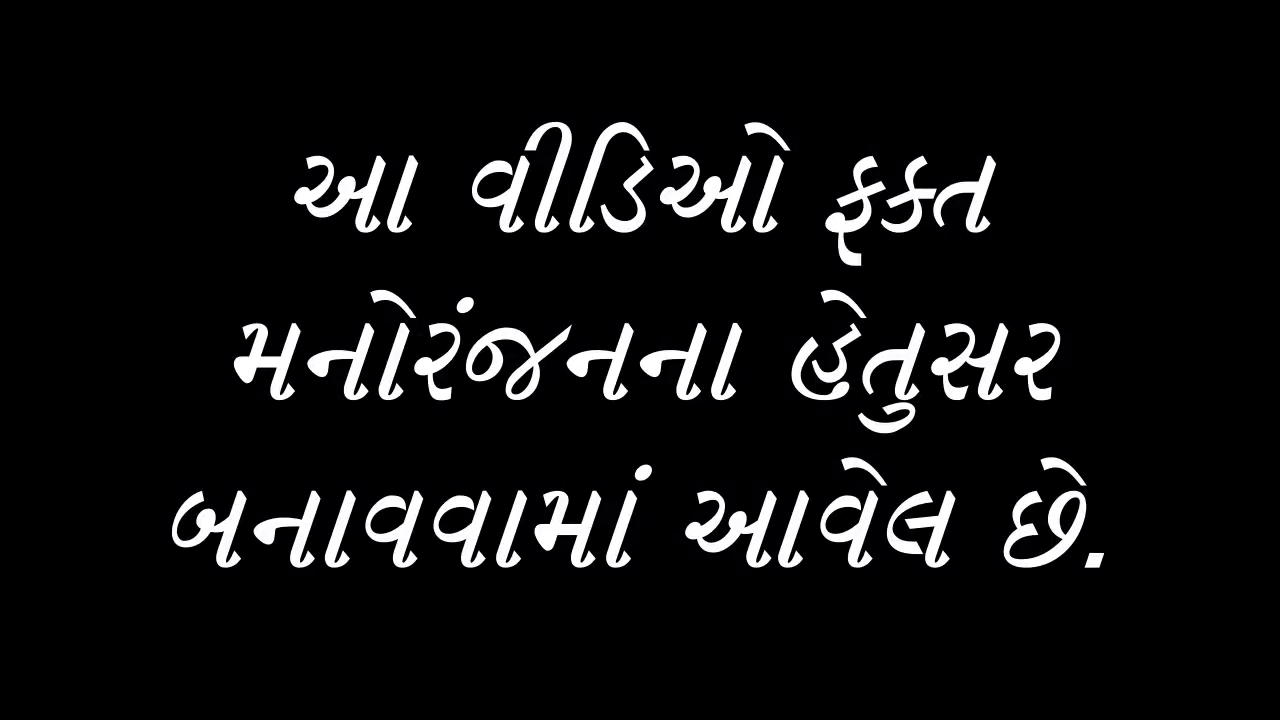 આ વીડિઓ ફક્ત
મનોરંજનના હેતુસર
બનાવવામાં આવેલ છે.